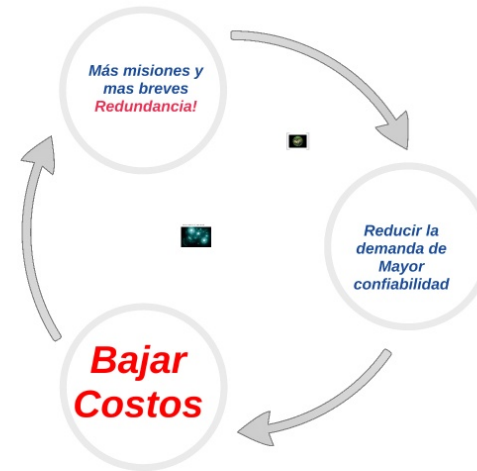 Más misiones y
mas breves
Redundancia!
Reducir la
demanda de
Mayor
confiabilidad
Bajar
Costos